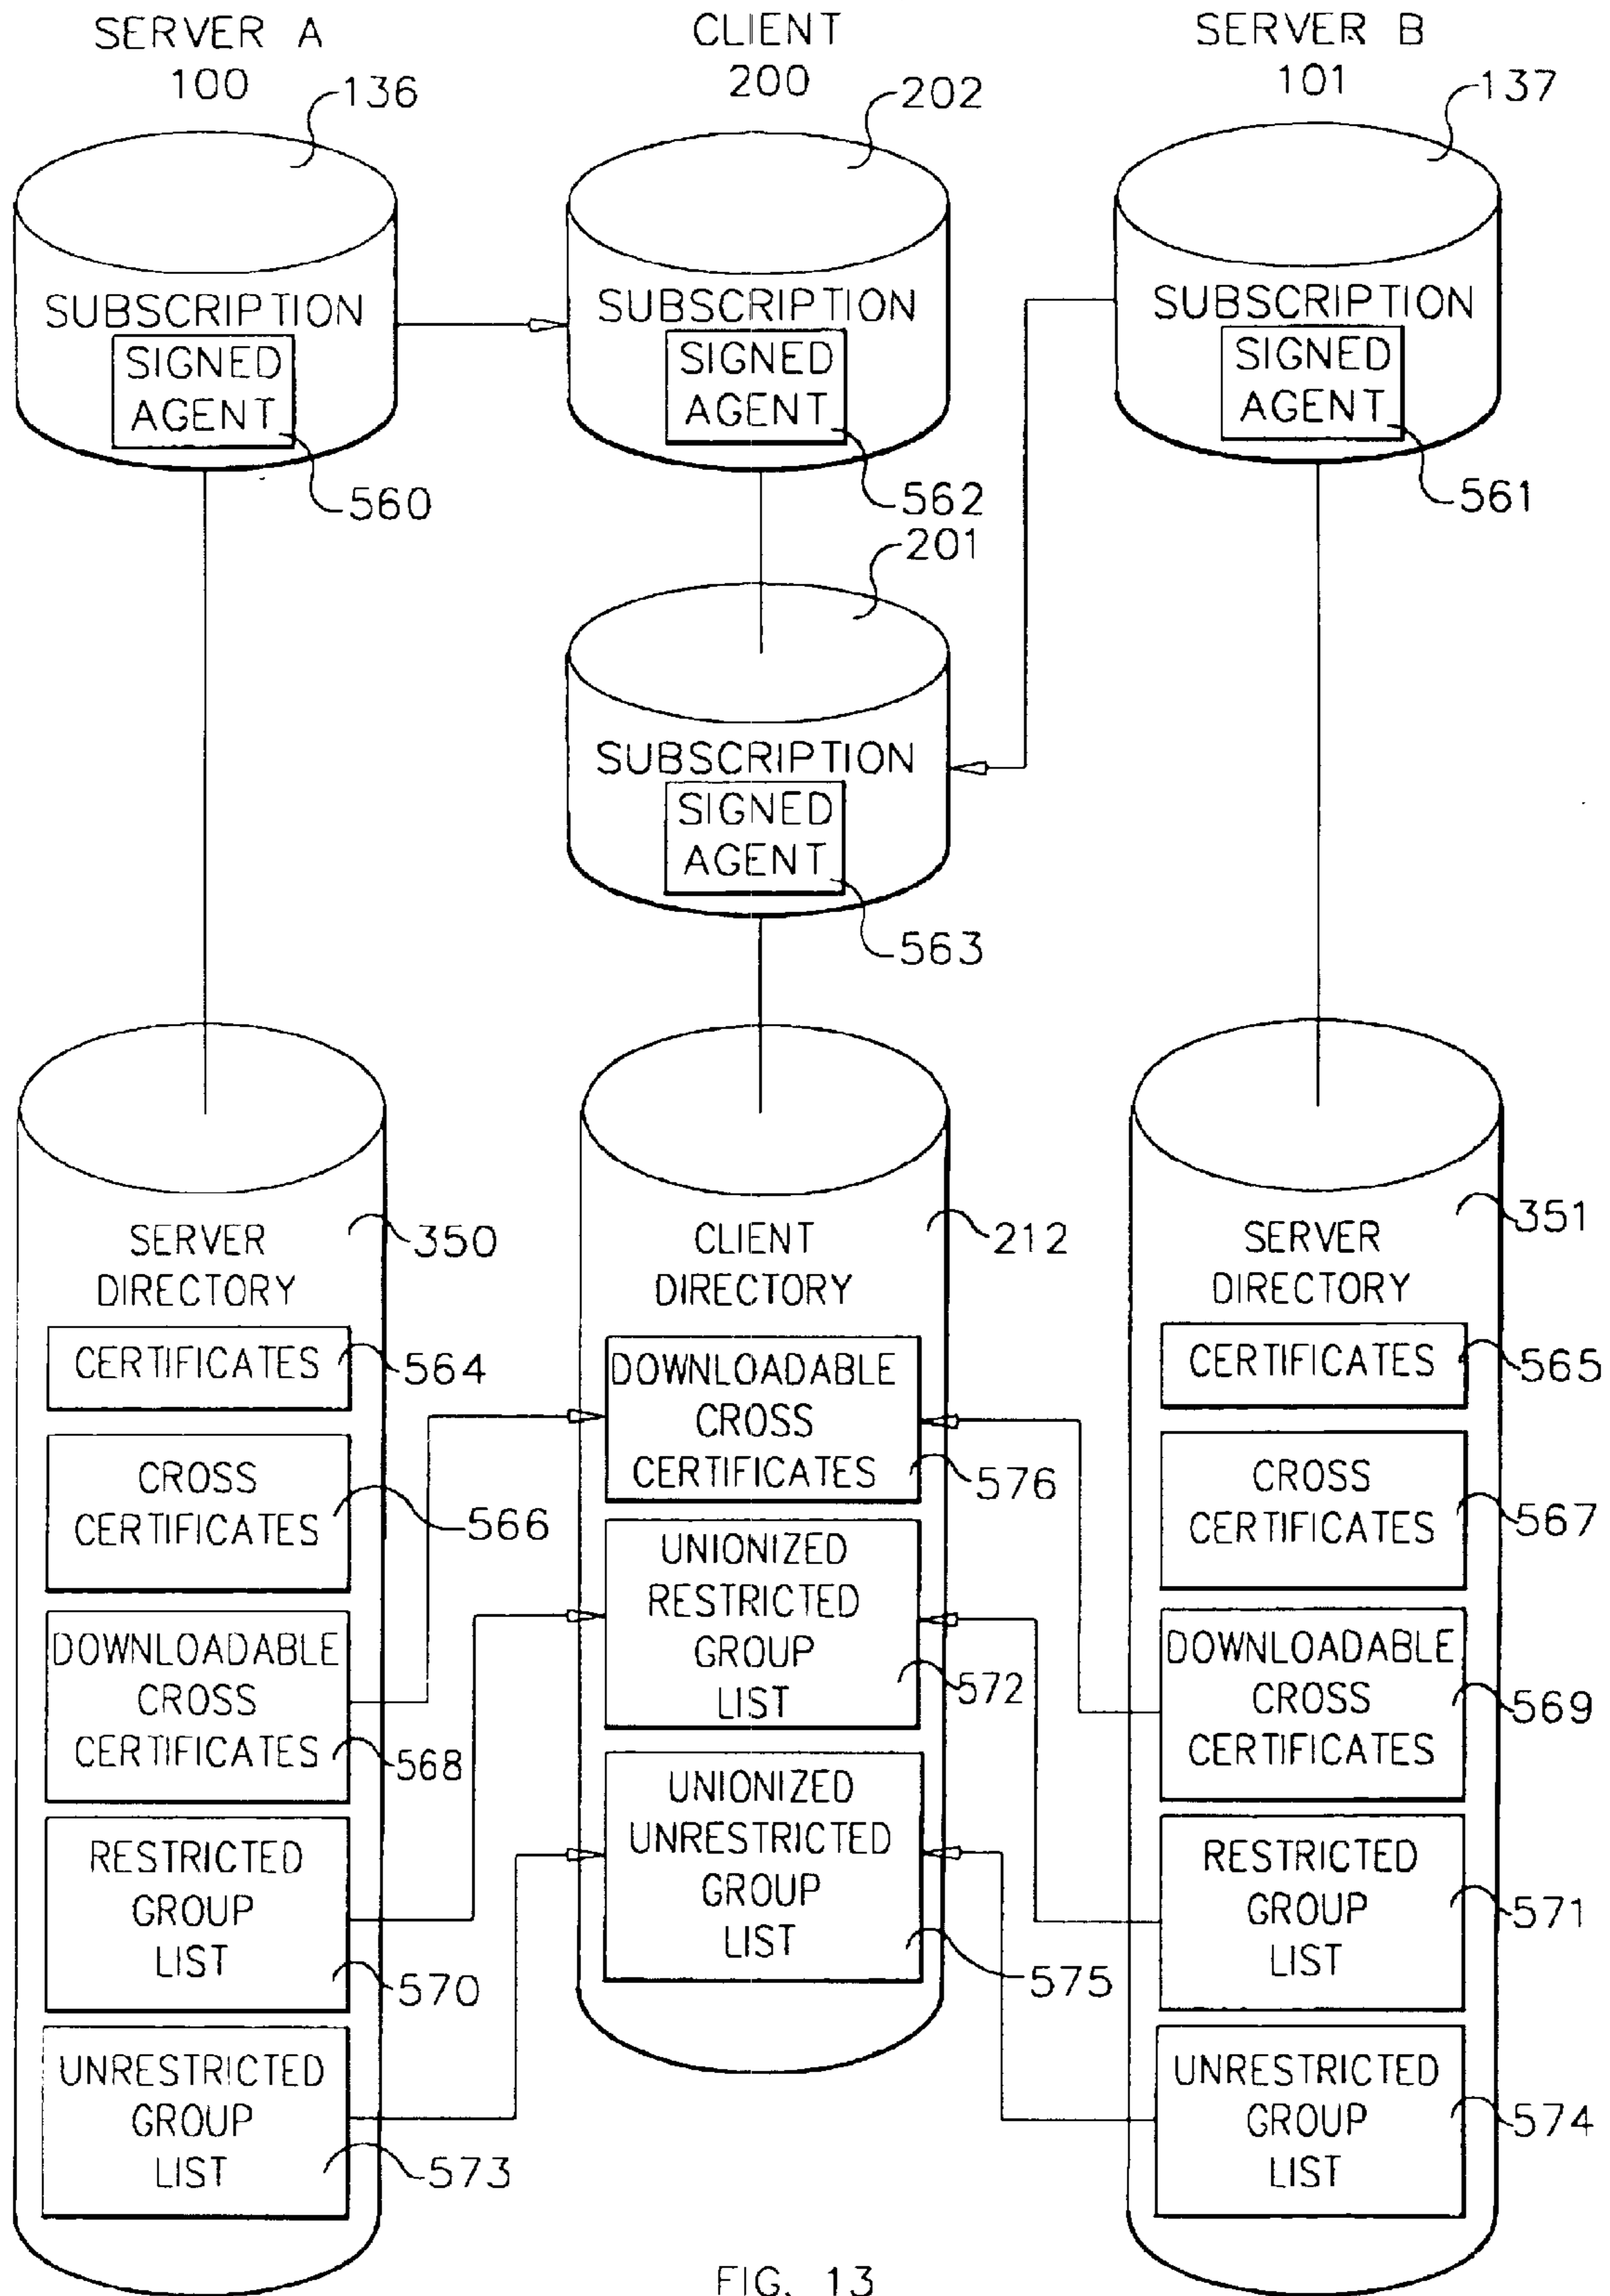 SERVER A
100
136
SUBSCRIPTION
SIGNED
AGENT
560
CLIENT
200
202
SUBSCRIPTION
SIGNED
AGENT
562
201
SUBSCRIPTION
SIGNED
AGENT
563
SERVER B
101
137
SUBSCRIPTION
SIGNED
AGENT
561
SERVER
DIRECTORY
350
CERTIFICATES
564
CROSS
CERTIFICATES
566
DOWNLOADABLE
CROSS
CERTIFICATES
568
RESTRICTED
GROUP
LIST
570
UNRESTRICTED
GROUP
LIST
573
CLIENT
DIRECTORY
212
DOWNLOADABLE
CROSS
CERTIFICATES
576
UNIONIZED
RESTRICTED
GROUP
LIST
572
UNIONIZED
UNRESTRICTED
GROUP
LIST
575
SERVER
DIRECTORY
351
CERTIFICATES
565
CROSS
CERTIFICATES
567
DOWNLOADABLE
CROSS
CERTIFICATES
569
RESTRICTED
GROUP
LIST
571
UNRESTRICTED
GROUP
LIST
574
FIG. 13